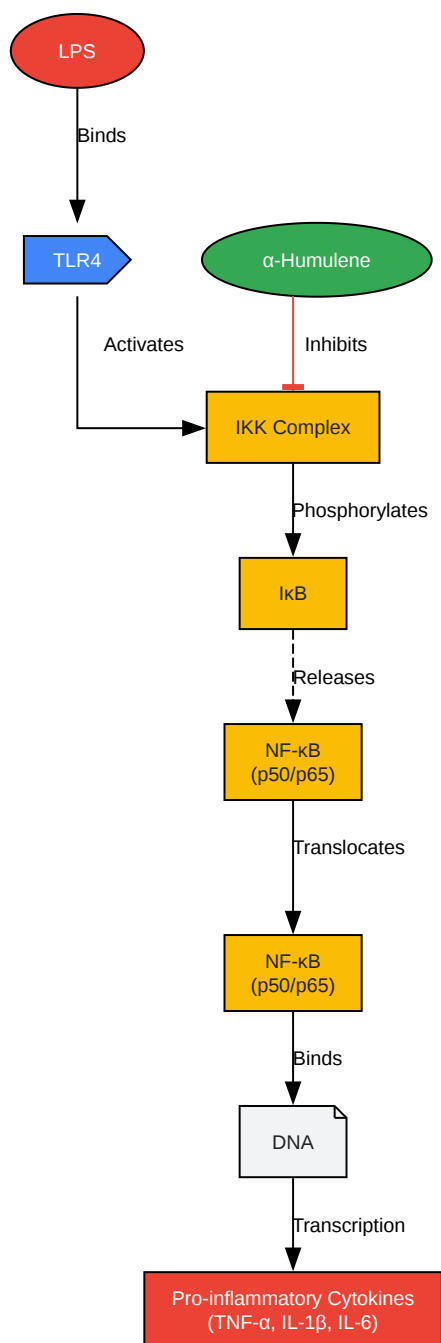 LPS
Binds
TLR4
α-Humulene
Activates
Inhibits
IKK Complex
Phosphorylates
IκB
Releases
NF-κB
(p50/p65)
Translocates
NF-κB
(p50/p65)
Binds
DNA
Transcription
Pro-inflammatory Cytokines
(TNF-α, IL-1β, IL-6)